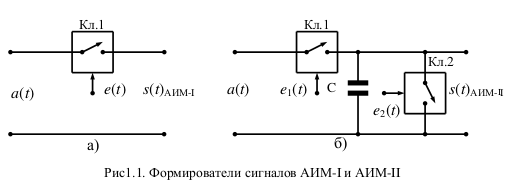 Кл.1
a(t)
e(t)
s(t)АИМ-I
а)
Кл.1
a(t)
e1(t)
C
Кл.2
e2(t)
s(t)АИМ-II
б)
Рис1.1. Формирователи сигналов АИМ-I и АИМ-II